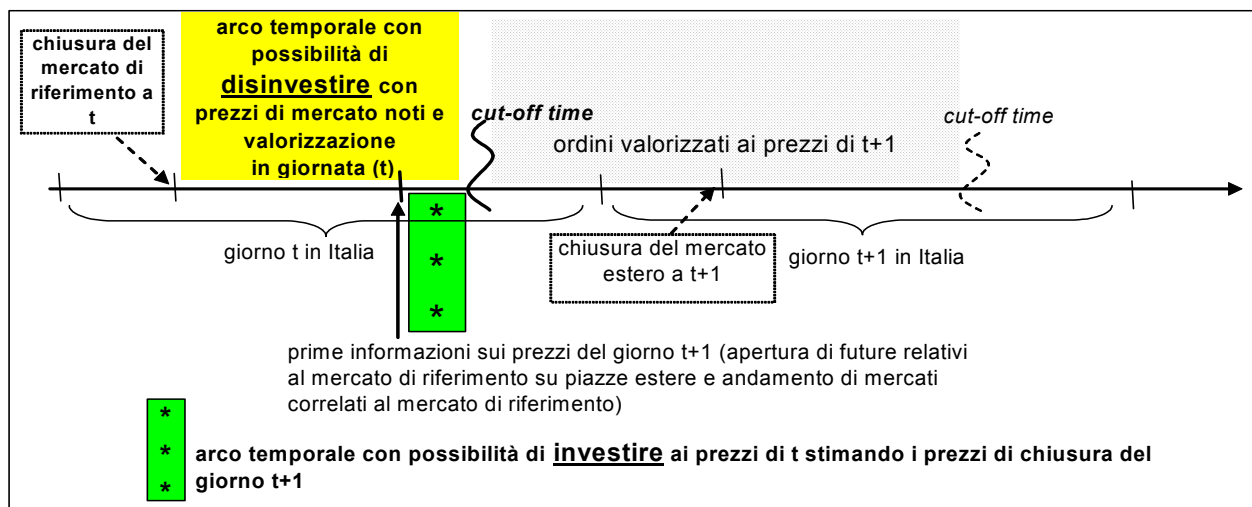 chiusura del
mercato di
riferimento a
t
arco temporale con
possibilità di
disinvestire con
prezzi di mercato noti e
valorizzazione
in giornata (t)
cut-off time
ordini valorizzati ai prezzi di t+1
cut-off time
*
*
*
giorno t in Italia
chiusura del mercato
estero a t+1
giorno t+1 in Italia
prime informazioni sui prezzi del giorno t+1 (apertura di future relativi
al mercato di riferimento su piazze estere e andamento di mercati
correlati al mercato di riferimento)
*
*
*
arco temporale con possibilità di investire ai prezzi di t stimando i prezzi di chiusura del
giorno t+1